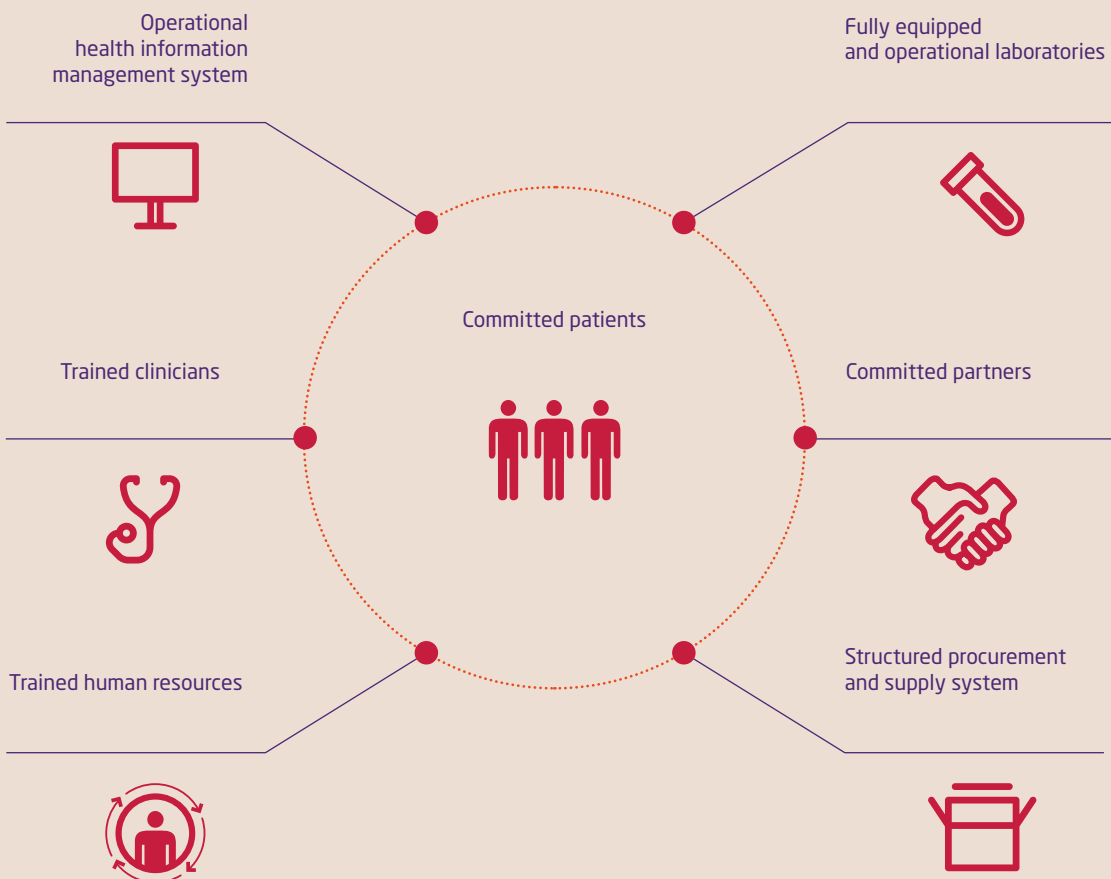 Operational
health information
management system
Fully equipped
and operational laboratories
Committed patients
Trained clinicians
Committed partners
Trained human resources
Structured procurement
and supply system